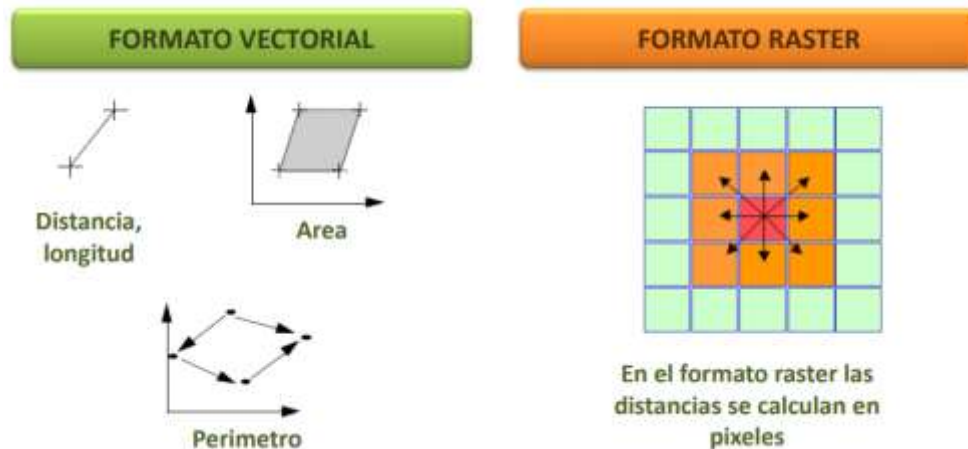 FORMATO VECTORIAL
FORMATO RASTER
Distancia,
longitud
Area
Perimetro
En el formato raster las
distancias se calculan en
pixeles